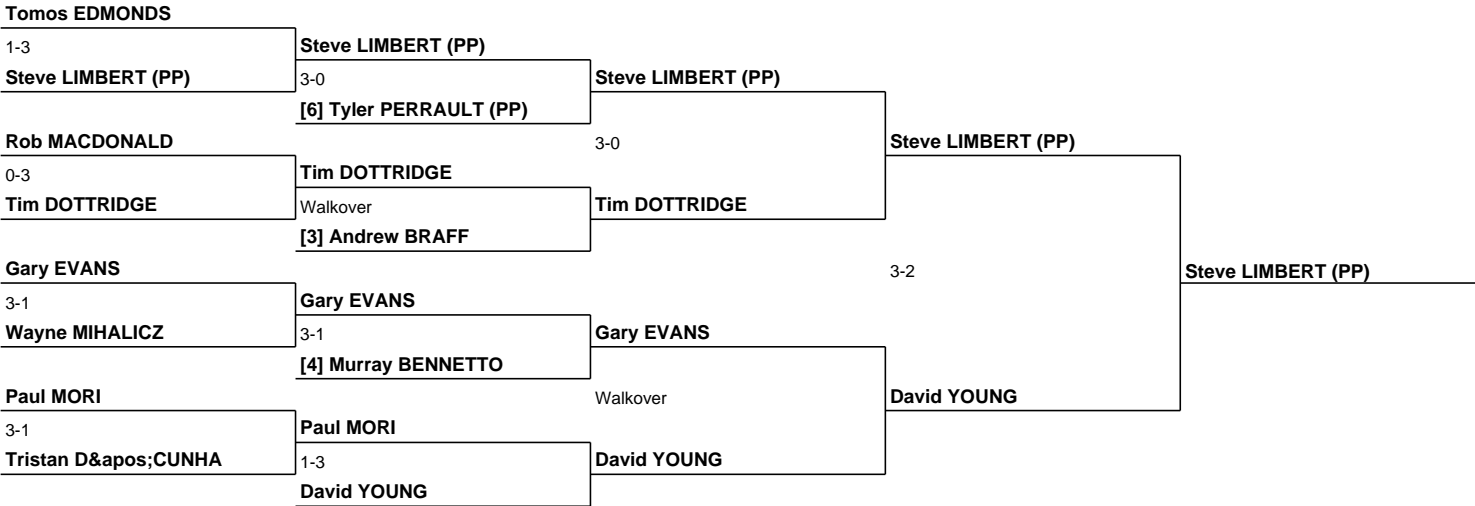 Tomos EDMONDS
1-3
Steve LIMBERT (PP)
Steve LIMBERT (PP)
3-0
Steve LIMBERT (PP)
[6] Tyler PERRAULT (PP)
Rob MACDONALD
3-0
Steve LIMBERT (PP)
0-3
Tim DOTTRIDGE
Tim DOTTRIDGE
Walkover
Tim DOTTRIDGE
[3] Andrew BRAFF
Gary EVANS
3-2
Steve LIMBERT (PP)
3-1
Gary EVANS
Wayne MIHALICZ
3-1
Gary EVANS
[4] Murray BENNETTO
Paul MORI
Walkover
David YOUNG
3-1
Paul MORI
Tristan D&apos;CUNHA
1-3
David YOUNG
David YOUNG